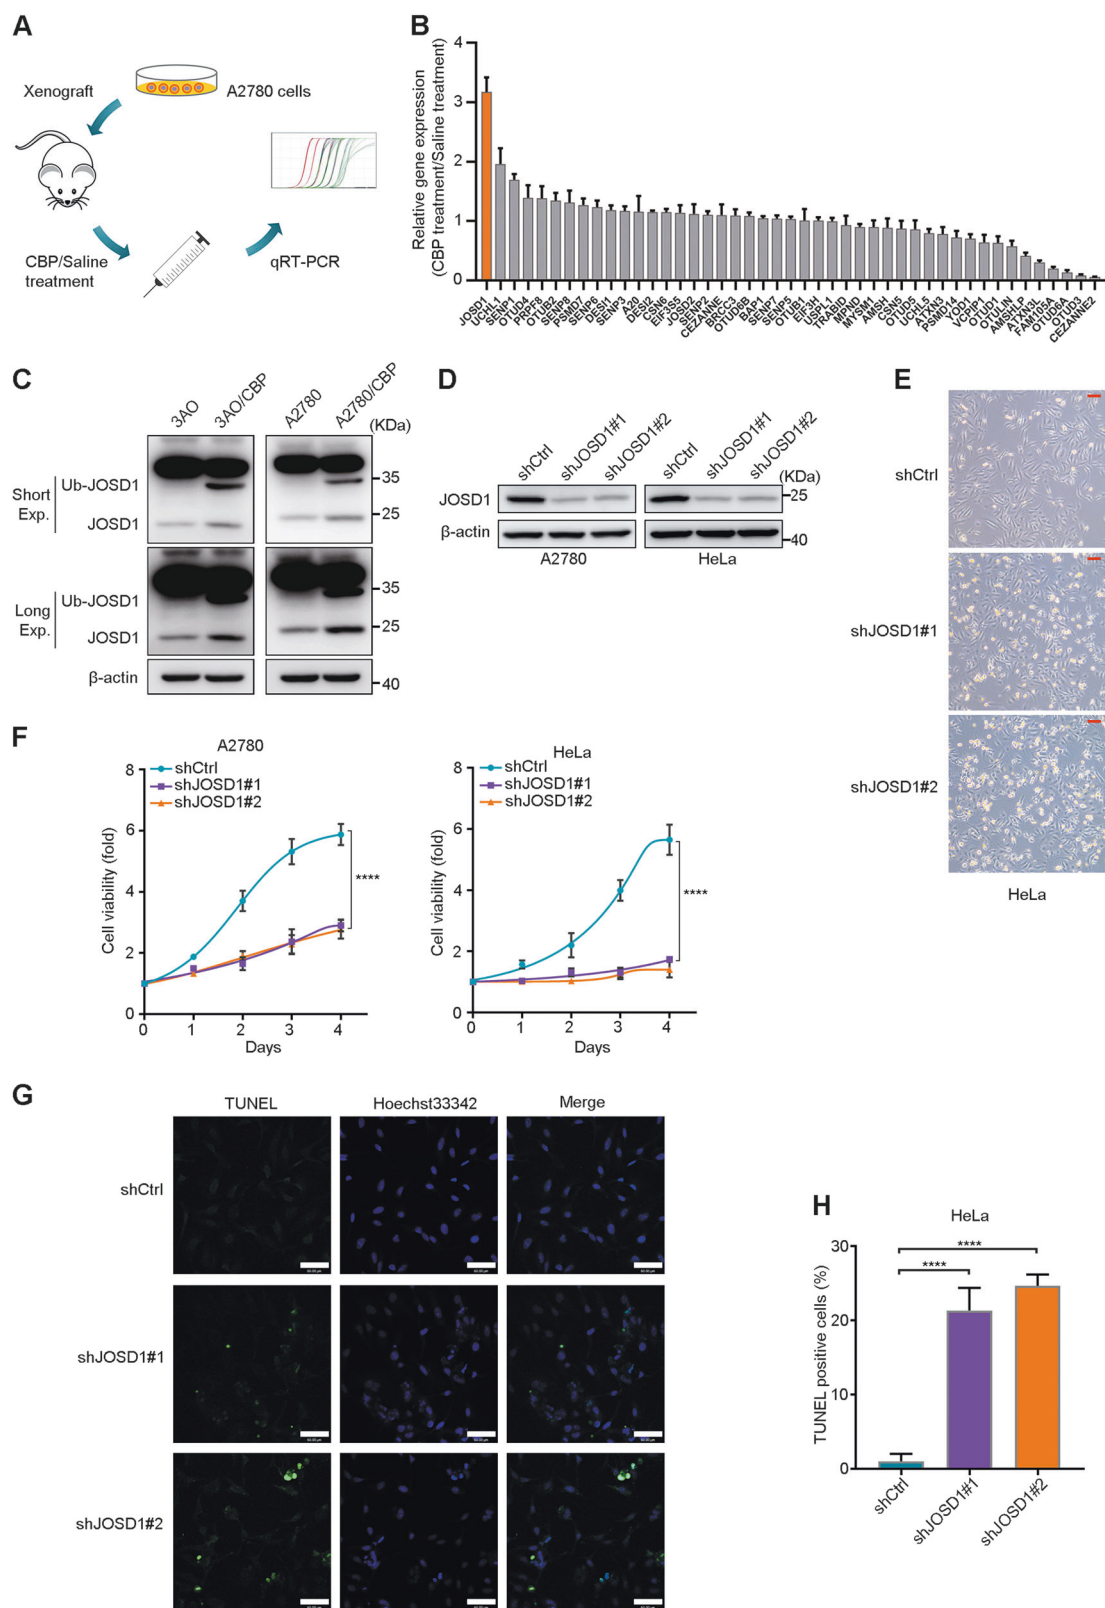 A
Xenograft
A2780 cells
CBP/Saline
treatment
qRT-PCR
B
Relative gene expression
(CBP treatment/Saline treatment)
4
3
2
1
0
JOSD1
UCHL1
SENP1
OTUD4
PRPF8
OTUB2
SENP8
PSMD7
SENP6
DESI1
SENP3
A20
DESI2
CSN6
EIF3S5
JOSD2
SENP2
CEZANNE
BRCC3
OTUD6B
BAP1
SENP7
SENP5
OTUB1
EIF3H
USPL1
TRABID
MPND
MYSM1
AMSH
CSN5
OTUD5
UCHL5
ATXN3
PSMD14
YOD1
VCPIP1
OTUD1
OTULIN
AMSHLP
ATXN3L
FAM105A
OTUD6A
OTUD3
CEZANNE2
C
3AO
3AO/CBP
A2780
A2780/CBP
(KDa)
Short
Exp.
Ub-JOSD1
JOSD1
35
25
Long
Exp.
Ub-JOSD1
JOSD1
35
25
β-actin
40
D
shCtrl
shJOSD1#1
shJOSD1#2
shCtrl
shJOSD1#1
shJOSD1#2
(KDa)
JOSD1
25
β-actin
40
A2780
HeLa
E
shCtrl
shJOSD1#1
shJOSD1#2
HeLa
F
A2780
shCtrl
shJOSD1#1
shJOSD1#2
Cell viability (fold)
8
6
4
2
0
****
0 1 2 3 4
Days
HeLa
shCtrl
shJOSD1#1
shJOSD1#2
Cell viability (fold)
8
6
4
2
0
****
0 1 2 3 4
Days
G
TUNEL
Hoechst33342
Merge
shCtrl
shJOSD1#1
shJOSD1#2
H
HeLa
TUNEL positive cells (%)
30
20
10
0
****
****
shCtrl
shJOSD1#1
shJOSD1#2